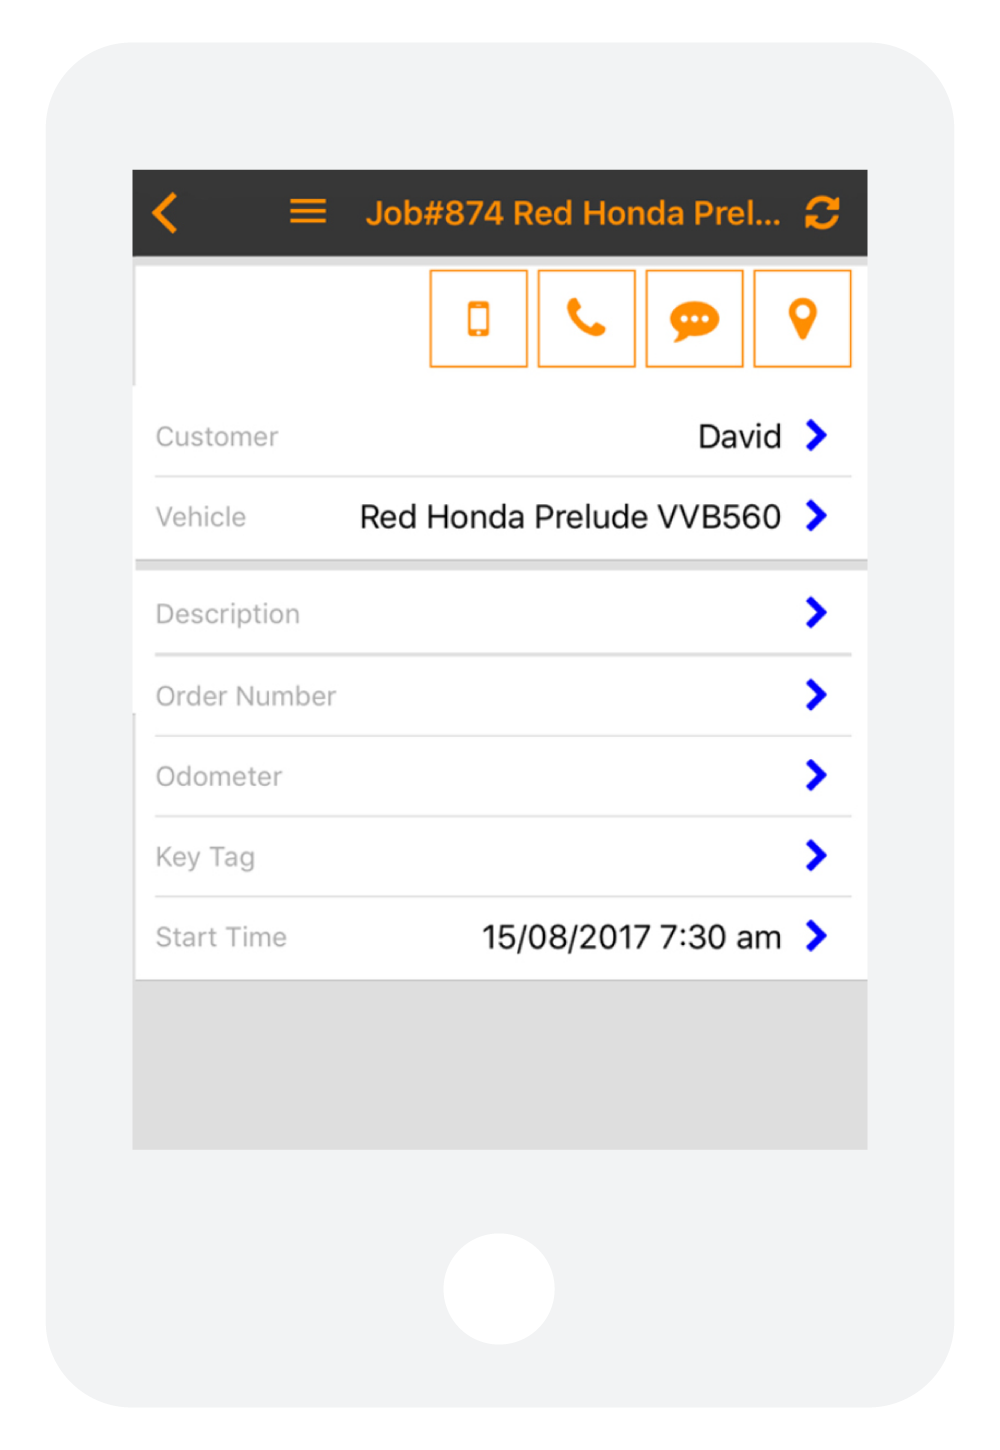 Job#874 Red Honda Prel...
Customer David
Vehicle Red Honda Prelude VVB560
Description
Order Number
Odometer
Key Tag
Start Time 15/08/2017 7:30 am